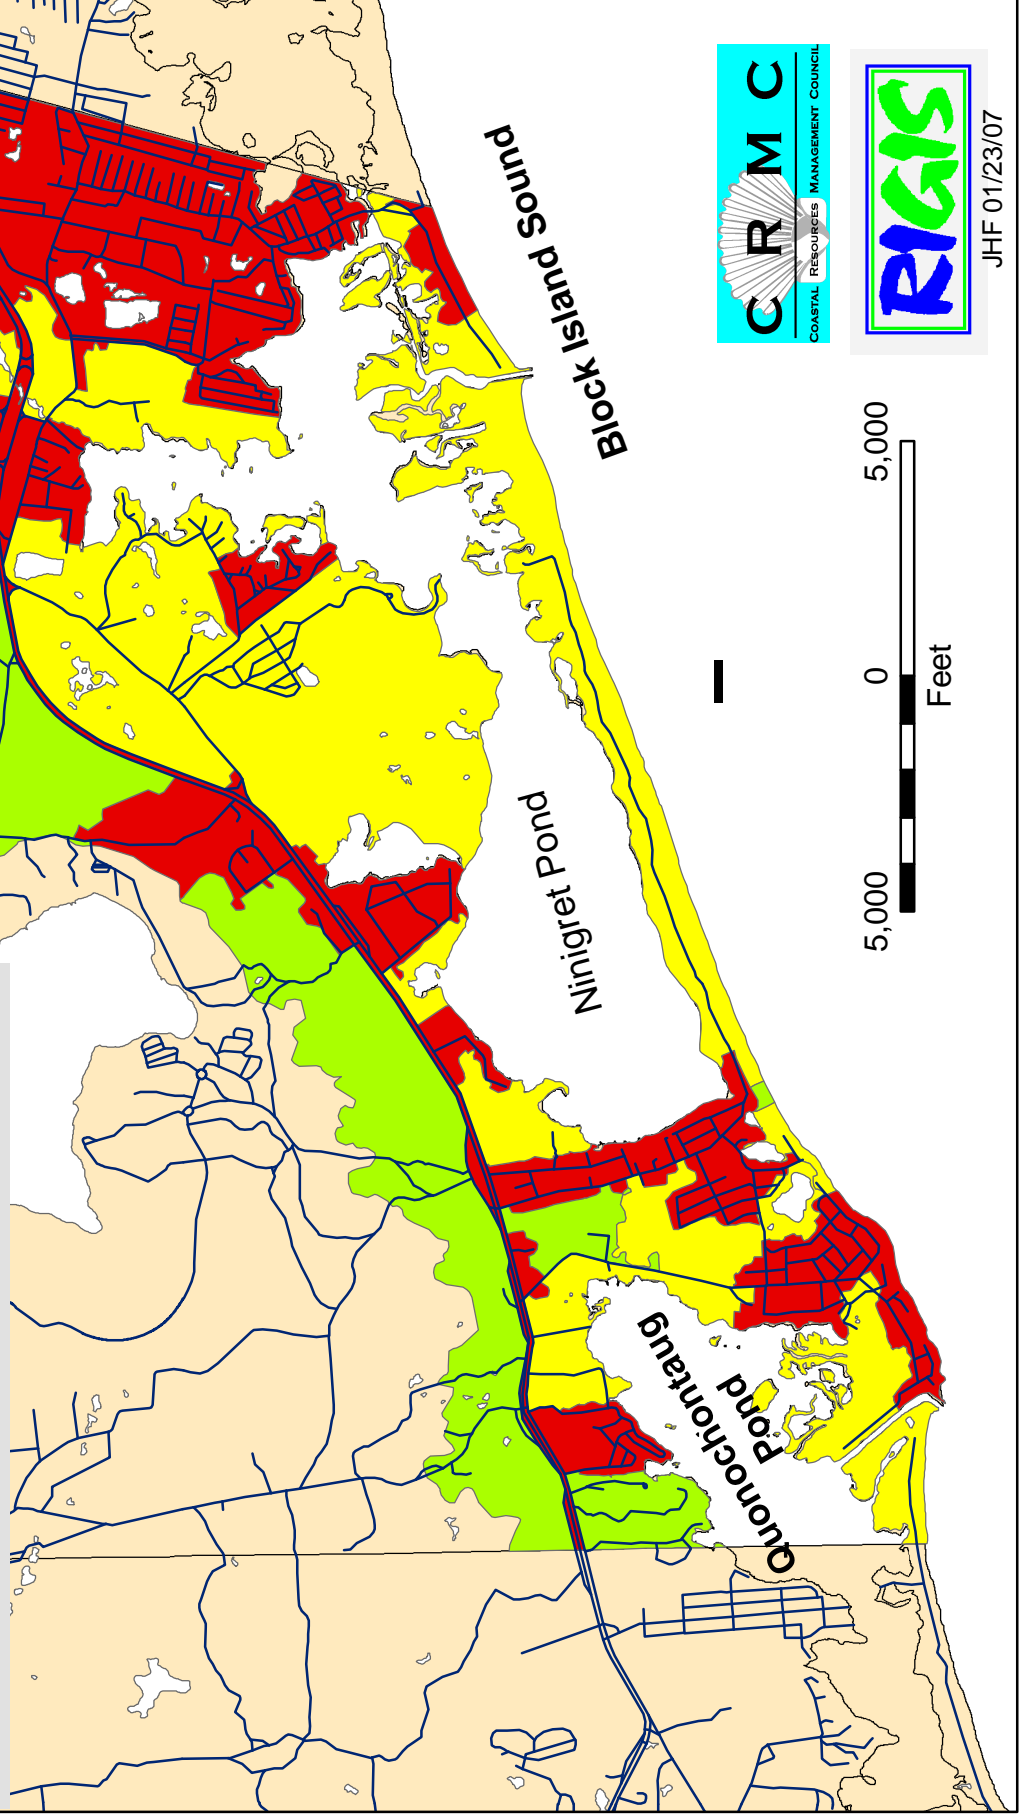 Block Island Sound
Ninigret Pond
Quonochontaug
Pond
C R M C
COASTAL RESOURCES MANAGEMENT COUNCIL
RIGIS
JHF 01/23/07
5,000 0 5,000
Feet